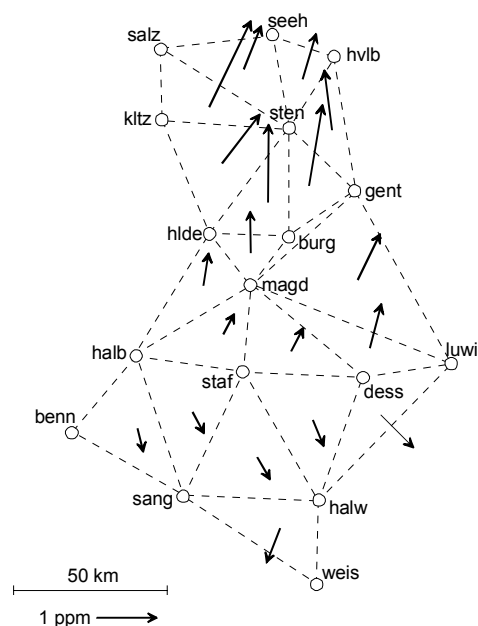 seeh
salz
hvlb
sten
kltz
gent
hlde
burg
magd
halb
luwi
staf
dess
benn
sang
halw
weis
50 km
1 ppm